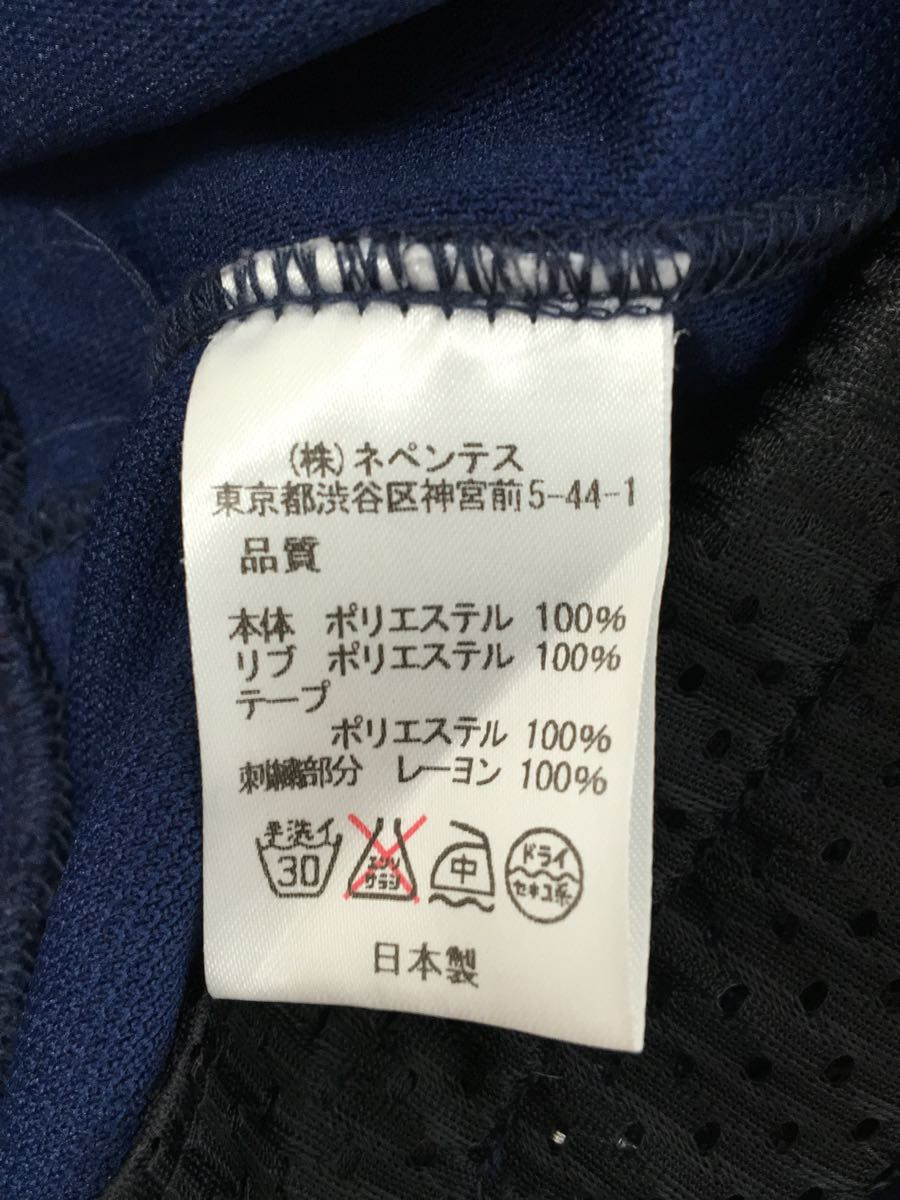 (株)ネペンテス
東京都渋谷区神宮前5-44-1
品質
本体 ポリエステル 100%
リブ ポリエステル 100%
テープ
ポリエステル 100%
刺繍部分 レーヨン 100%
手洗イ
30
エンソ
サラシ
中
ドライ
セキユ系
日本製